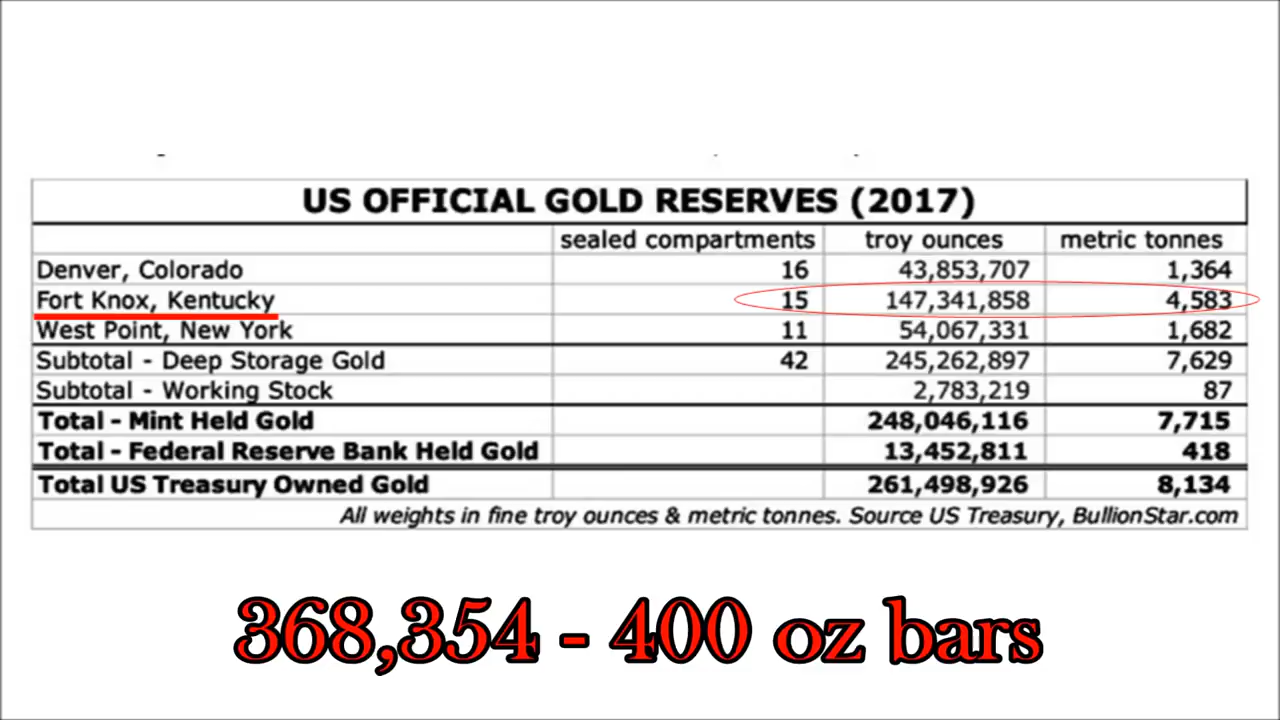 US OFFICIAL GOLD RESERVES (2017)
sealed compartments troy ounces metric tonnes
Denver, Colorado 16 43,853,707 1,364
Fort Knox, Kentucky 15 147,341,858 4,583
West Point, New York 11 54,067,331 1,682
Subtotal - Deep Storage Gold 42 245,262,897 7,629
Subtotal - Working Stock 2,783,219 87
Total - Mint Held Gold 248,046,116 7,715
Total - Federal Reserve Bank Held Gold 13,452,811 418
Total US Treasury Owned Gold 261,498,926 8,134
All weights in fine troy ounces & metric tonnes. Source US Treasury, BullionStar.com
368,354 - 400 oz bars